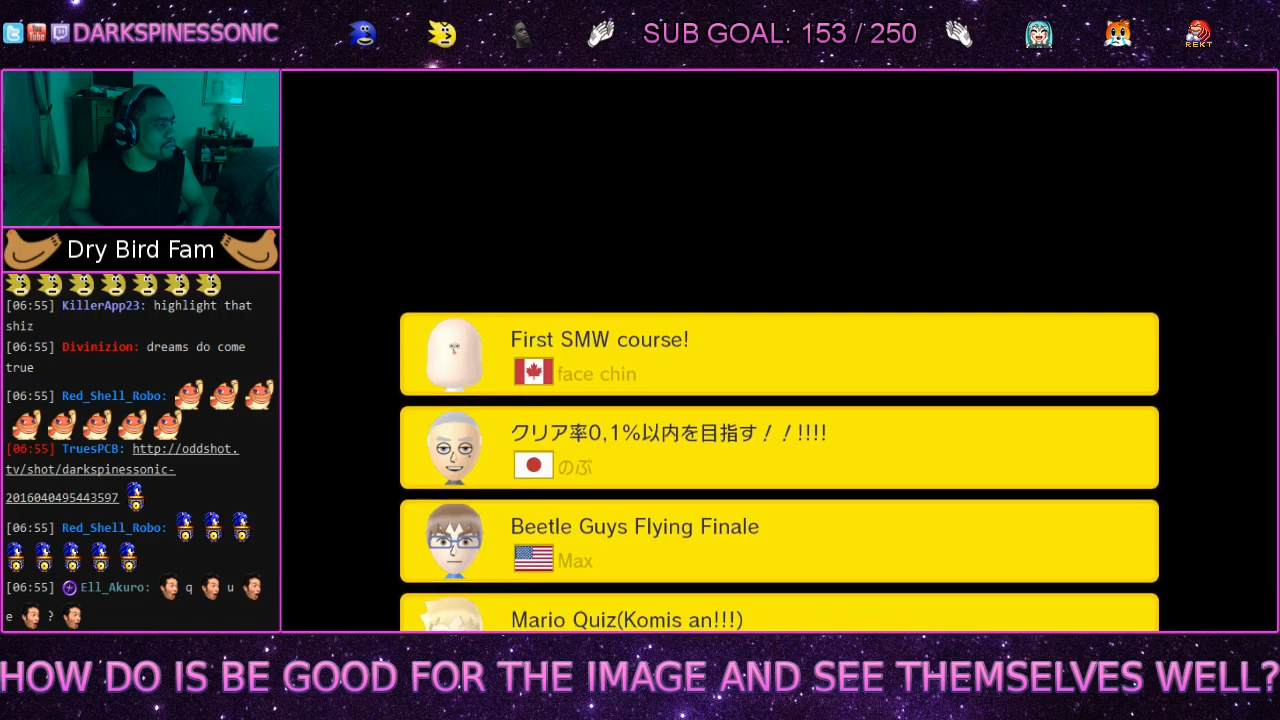 DARKSPINESSONIC
SUB GOAL: 153 / 250
REKT
Dry Bird Fam
[06:55] KillerApp23: highlight that
shiz
[06:55] Divinizion: dreams do come
true
[06:55] Red_Shell_Robo:
[06:55] TruesPCB: http://oddshot.
tv/shot/darkspinessonic-
2016040495443597
[06:55] Red_Shell_Robo:
[06:55] Ell_Akuro: q u
e ?
First SMW course!
face chin
クリア率0,1%以内を目指す！！!!!!
のぷ
Beetle Guys Flying Finale
Max
Mario Quiz(Komis an!!!)
HOW DO IS BE GOOD FOR THE IMAGE AND SEE THEMSELVES WELL?